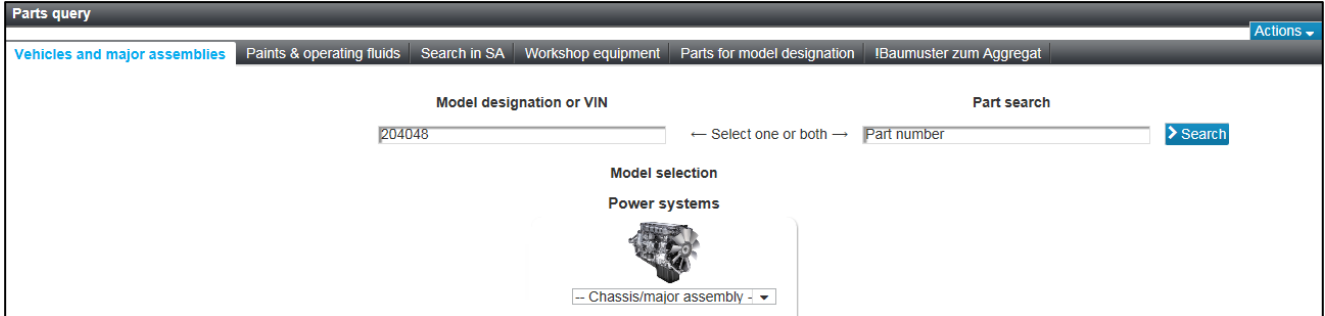 Parts query
Actions
Vehicles and major assemblies Paints & operating fluids Search in SA Workshop equipment Parts for model designation !Baumuster zum Aggregat
Model designation or VIN Part search
204048 ← Select one or both → Part number Search
Model selection
Power systems
-- Chassis/major assembly -